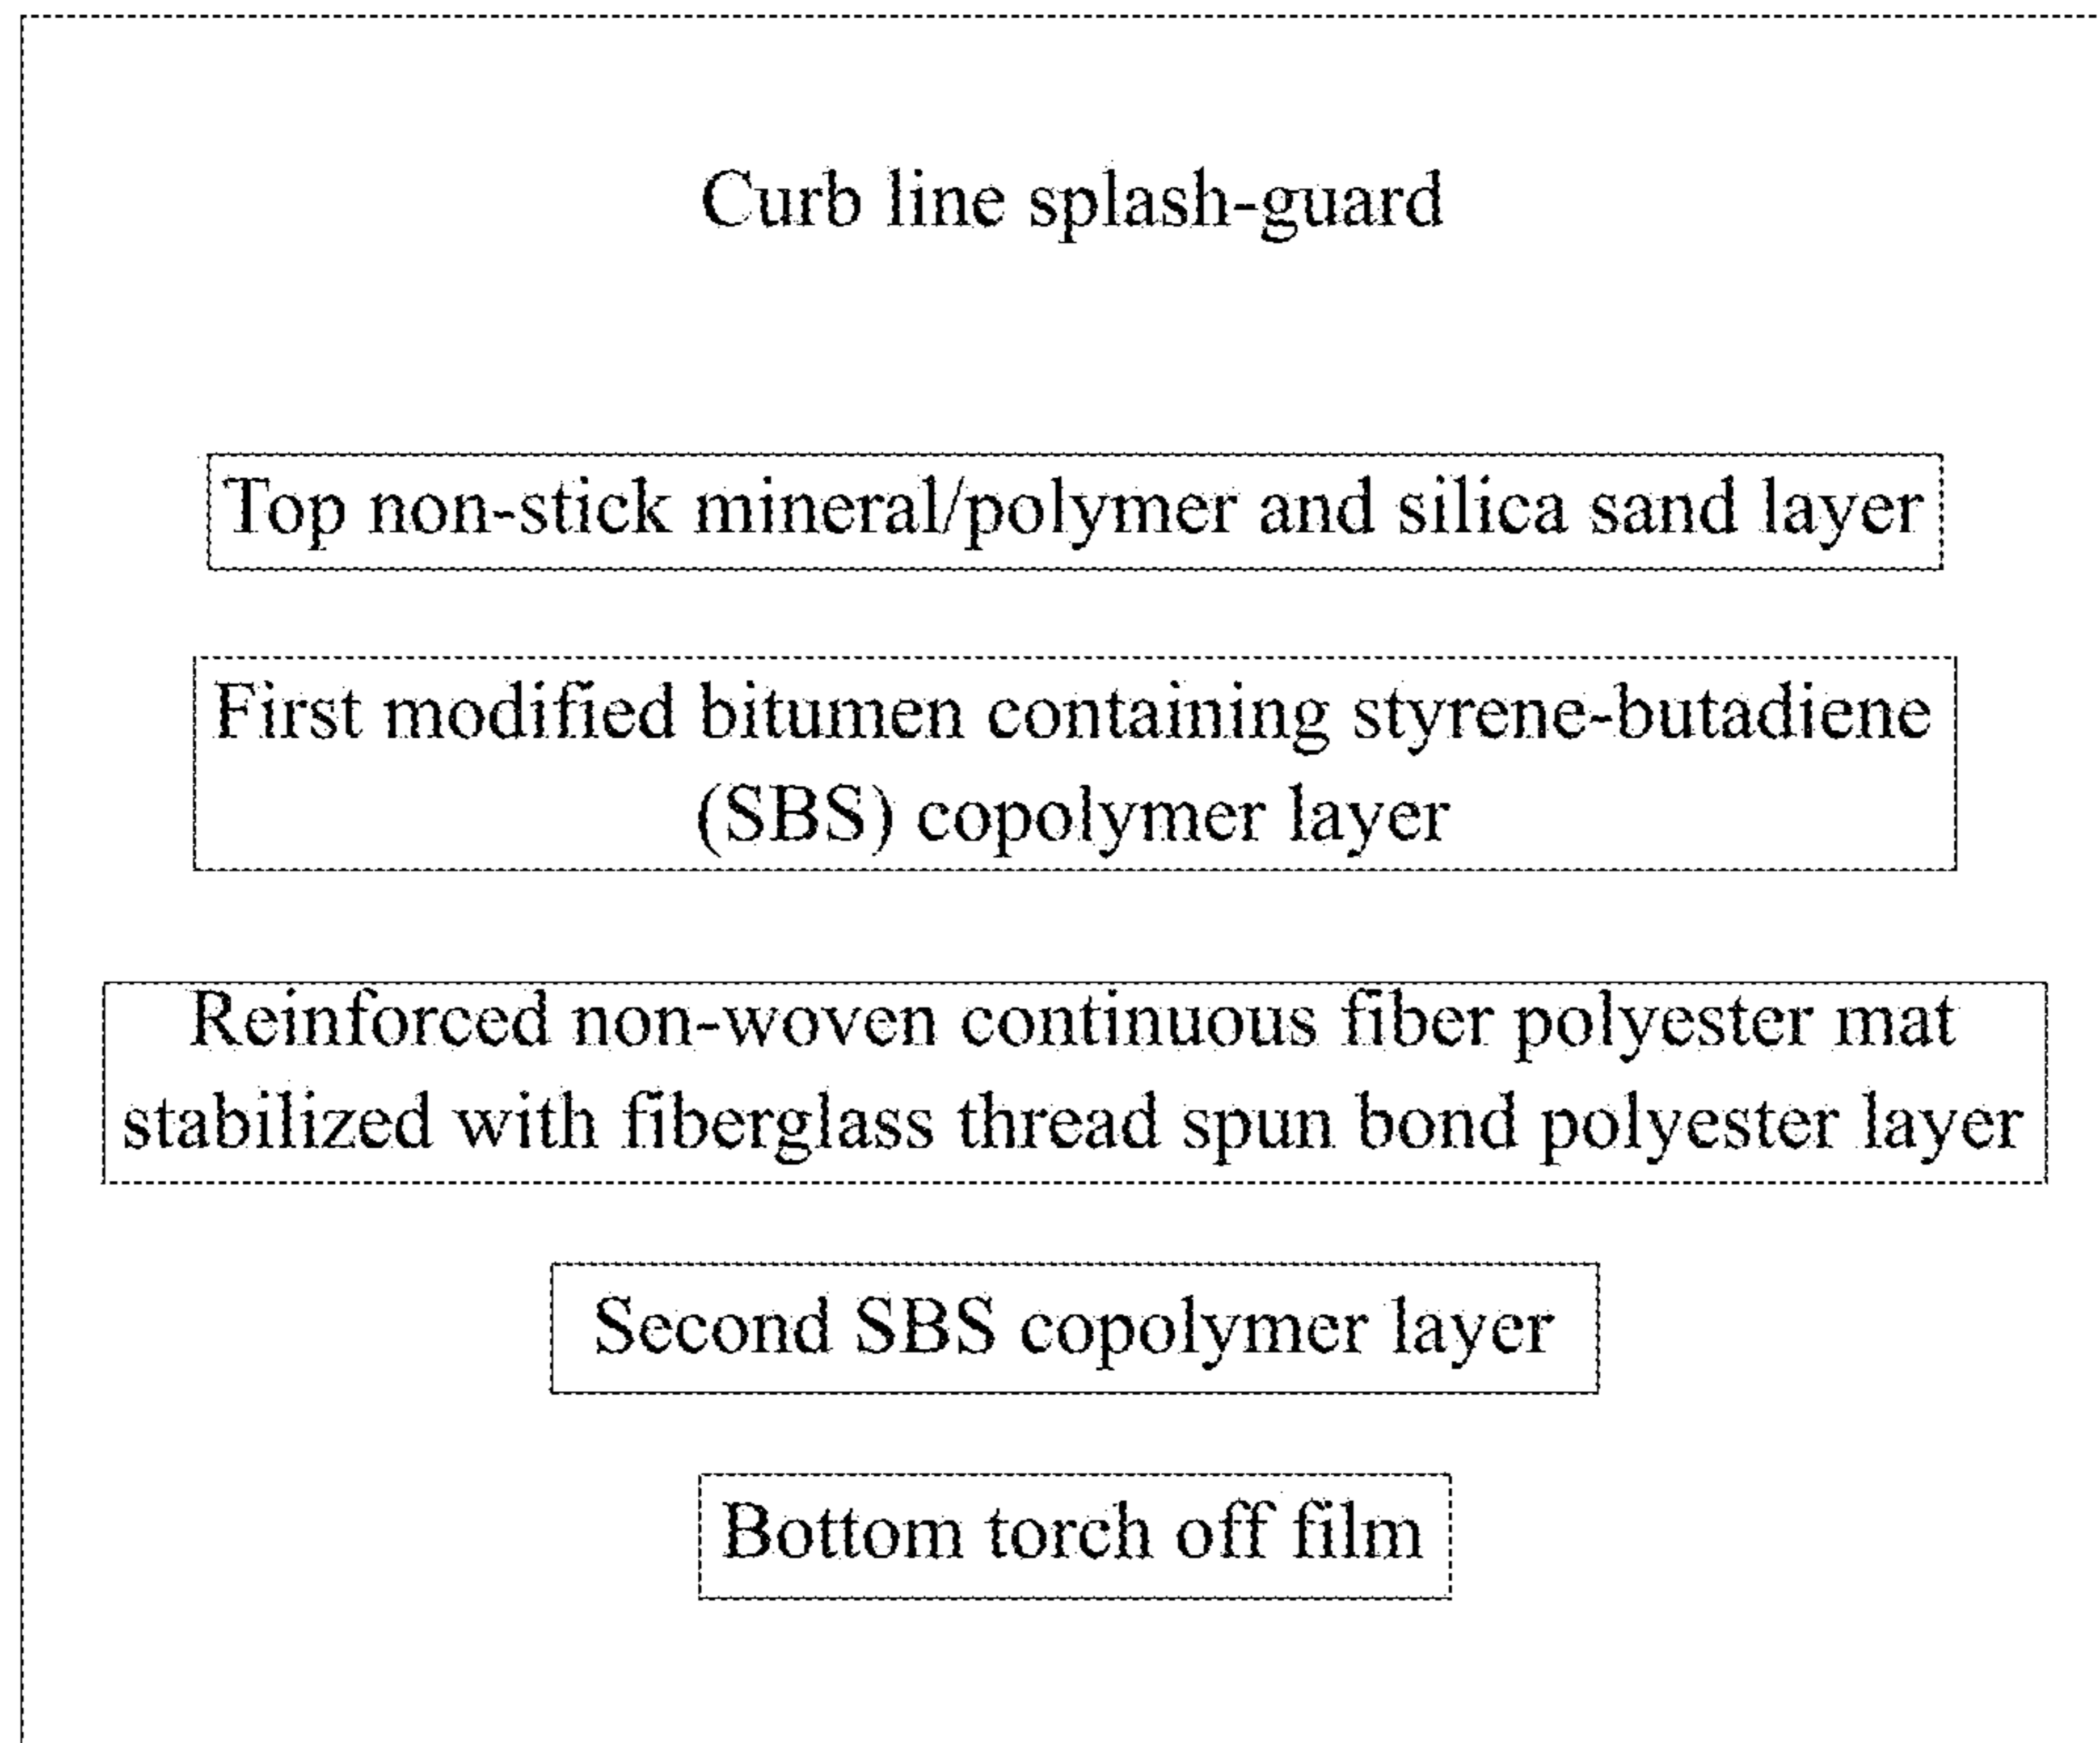 Curb line splash-guard
Top non-stick mineral/polymer and silica sand layer
First modified bitumen containing styrene-butadiene
(SBS) copolymer layer
Reinforced non-woven continuous fiber polyester mat
stabilized with fiberglass thread spun bond polyester layer
Second SBS copolymer layer
Bottom torch off film